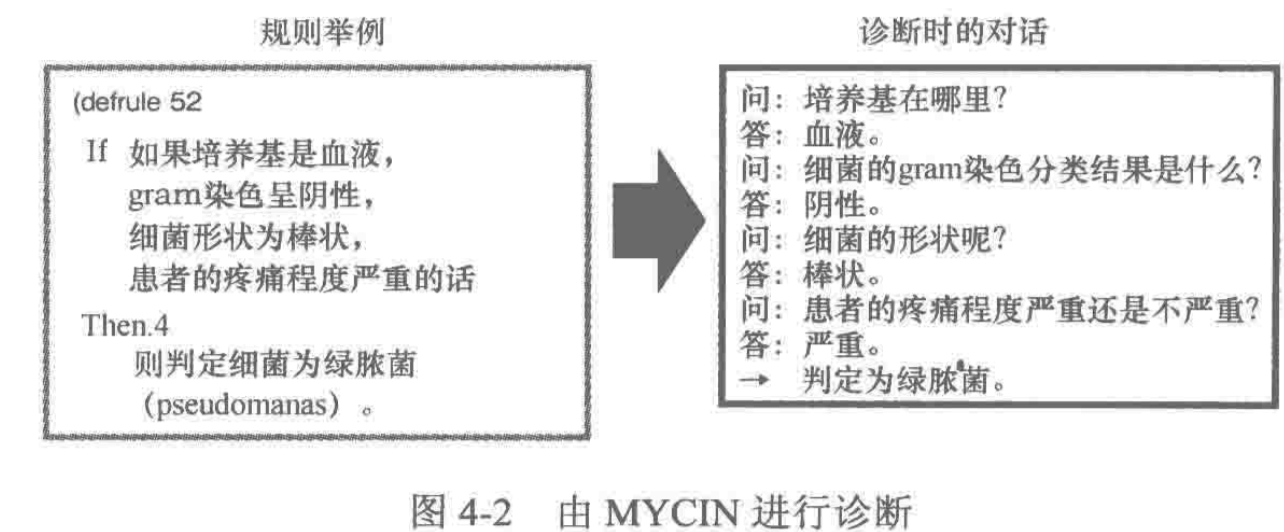 规则举例
(defrule 52
If 如果培养基是血液，
gram染色呈阴性，
细菌形状为棒状，
患者的疼痛程度严重的话
Then.4
则判定细菌为绿脓菌
(pseudomanas) 。
诊断时的对话
问：培养基在哪里？
答：血液。
问：细菌的gram染色分类结果是什么？
答：阴性。
问：细菌的形状呢？
答：棒状。
问：患者的疼痛程度严重还是不严重？
答：严重。
→ 判定为绿脓菌。
图 4-2 由 MYCIN 进行诊断